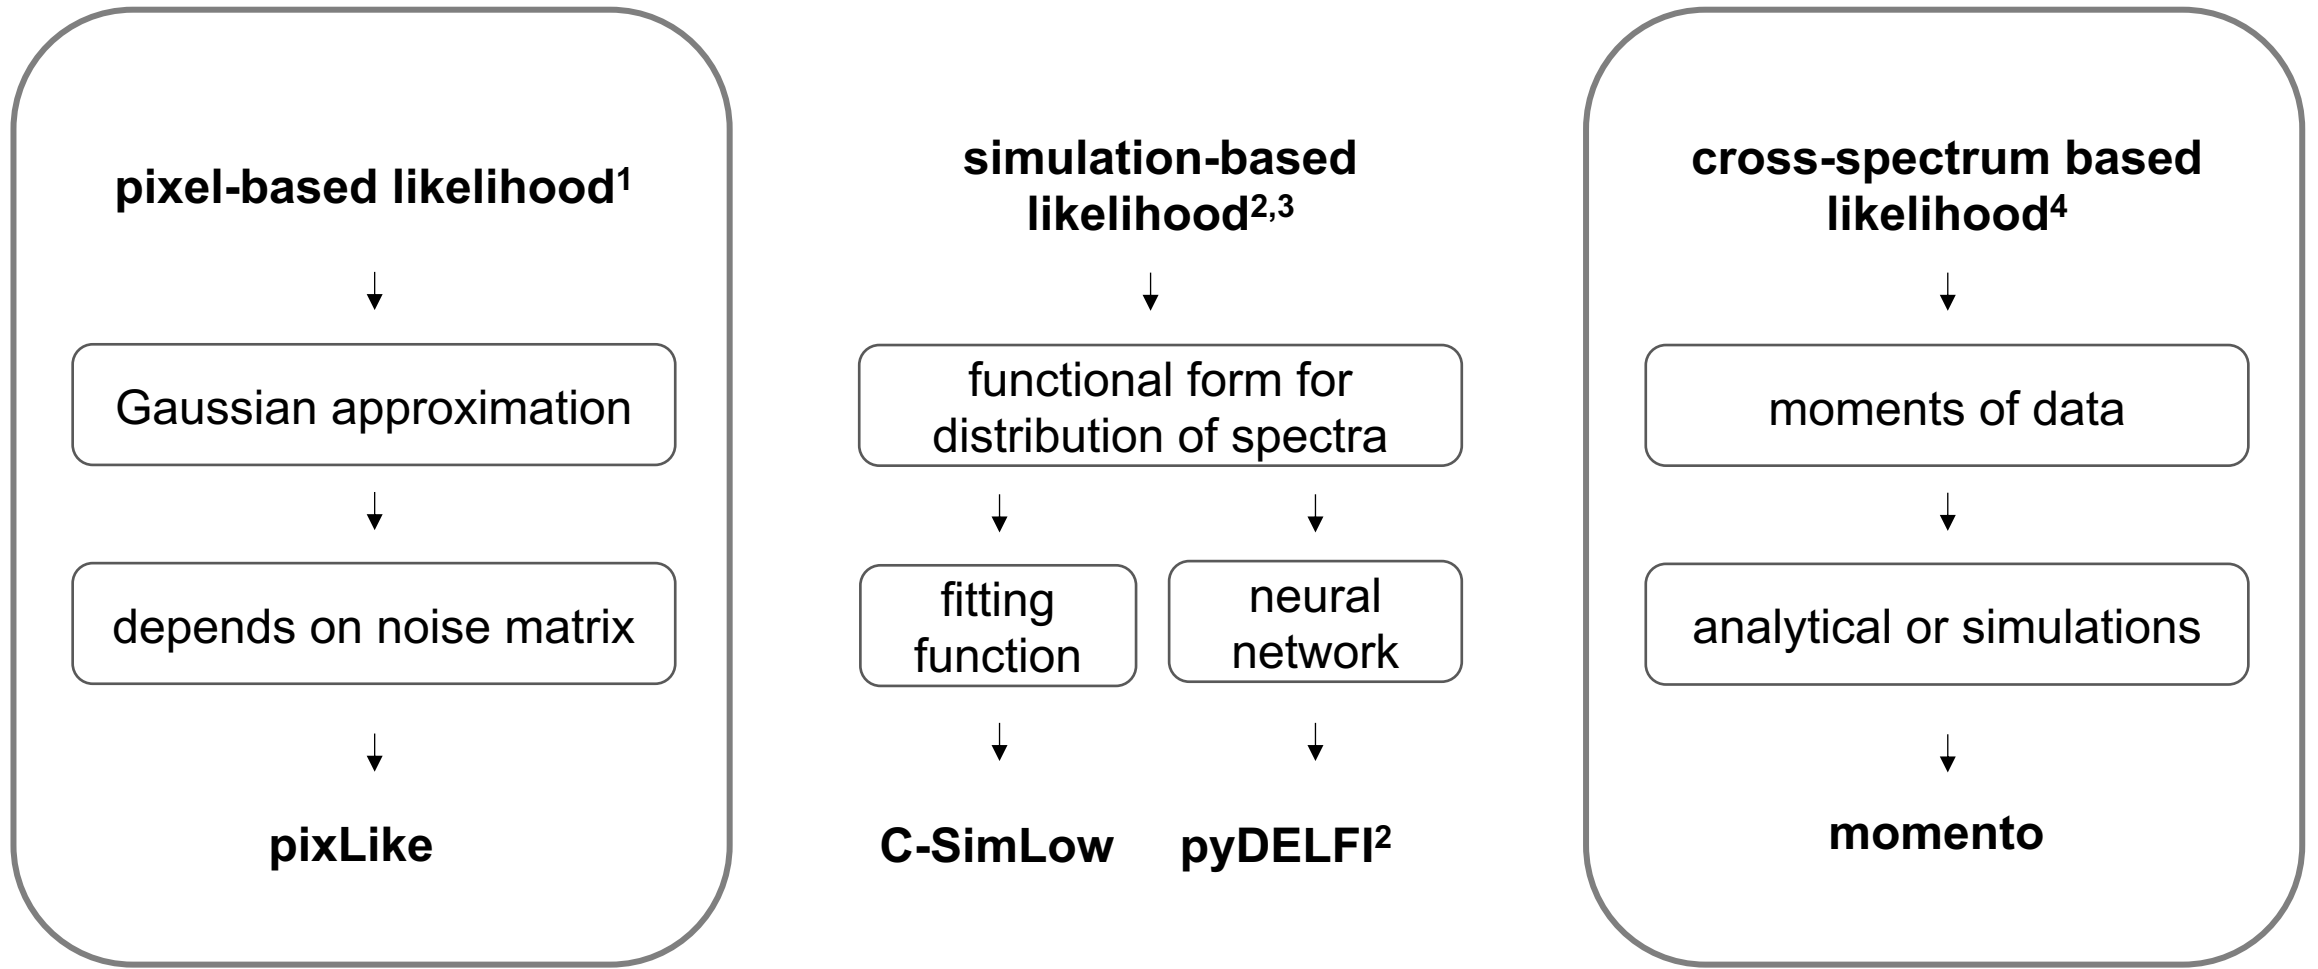 pixel-based likelihood¹
Gaussian approximation
depends on noise matrix
pixLike
simulation-based
likelihood²,³
functional form for
distribution of spectra
fitting
function
C-SimLow
neural
network
pyDELFI²
cross-spectrum based
likelihood⁴
moments of data
analytical or simulations
momento